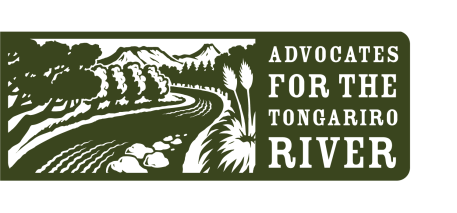 ADVOCATES
FOR THE
TONGARIRO
RIVER